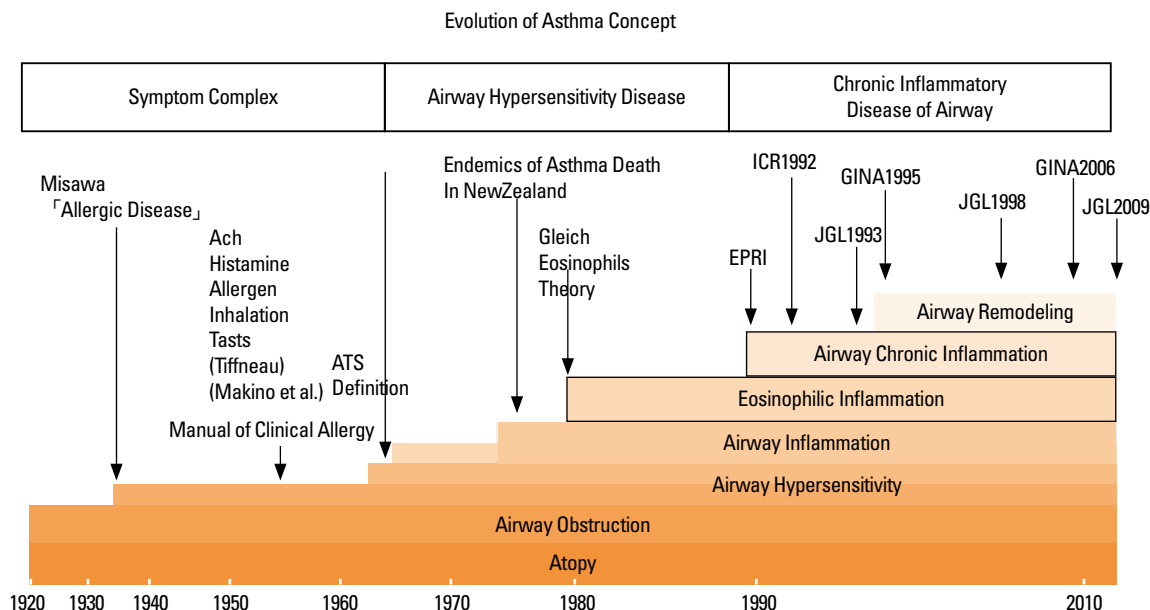 Evolution of Asthma Concept
Symptom Complex
Airway Hypersensitivity Disease
Chronic Inflammatory
Disease of Airway
Misawa
「Allergic Disease」
Ach
Histamine
Allergen
Inhalation
Tasts
(Tiffneau)
(Makino et al.)
ATS
Definition
Manual of Clinical Allergy
Endemics of Asthma Death
In NewZealand
Gleich
Eosinophils
Theory
EPRI
ICR1992
JGL1993
GINA1995
JGL1998
GINA2006
JGL2009
Airway Remodeling
Airway Chronic Inflammation
Eosinophilic Inflammation
Airway Inflammation
Airway Hypersensitivity
Airway Obstruction
Atopy
1920 1930 1940 1950 1960 1970 1980 1990 2010